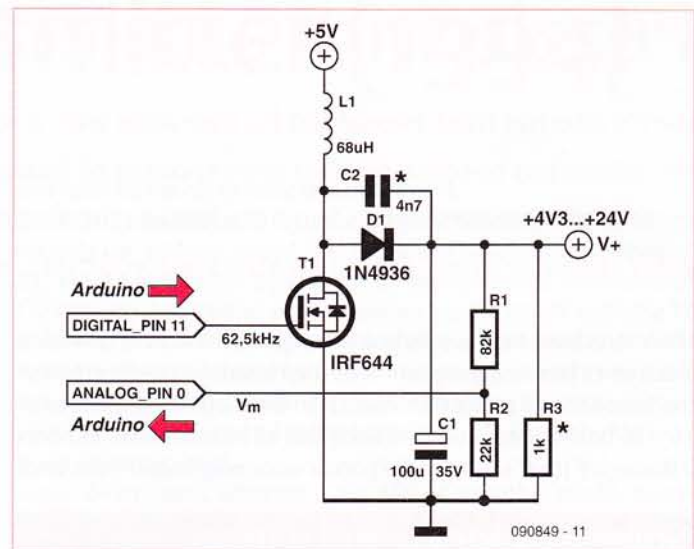 +5V
L1
68uH
C2
*
4n7
D1
1N4936
+4V3...+24V
V+
T1
Arduino
DIGITAL_PIN 11
62,5kHz
IRF644
R1
82k
ANALOG_PIN 0
Vm
Arduino
C1
100u
35V
R2
22k
R3
1k
*
090849 - 11